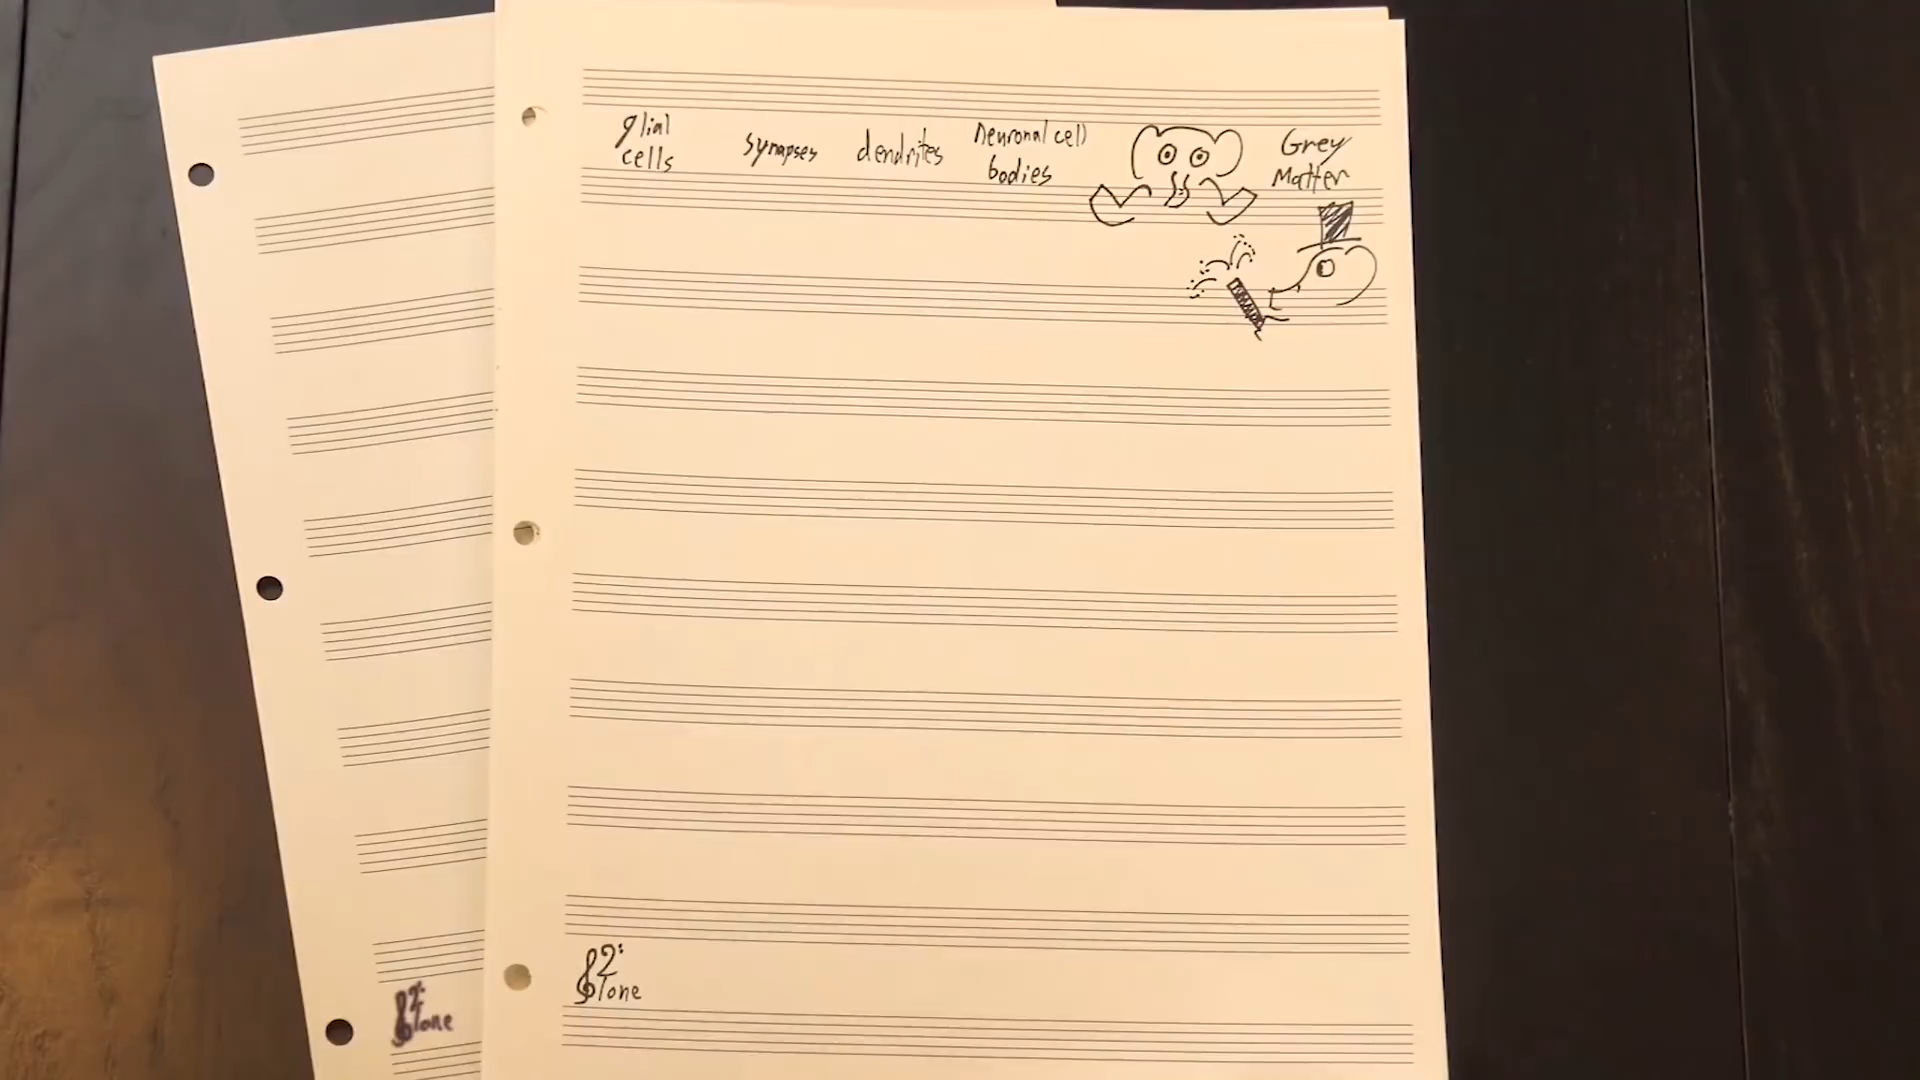 glial
cells
synapses
dendrites
neuronal cell
bodies
Grey
Matter
Tone
Tone